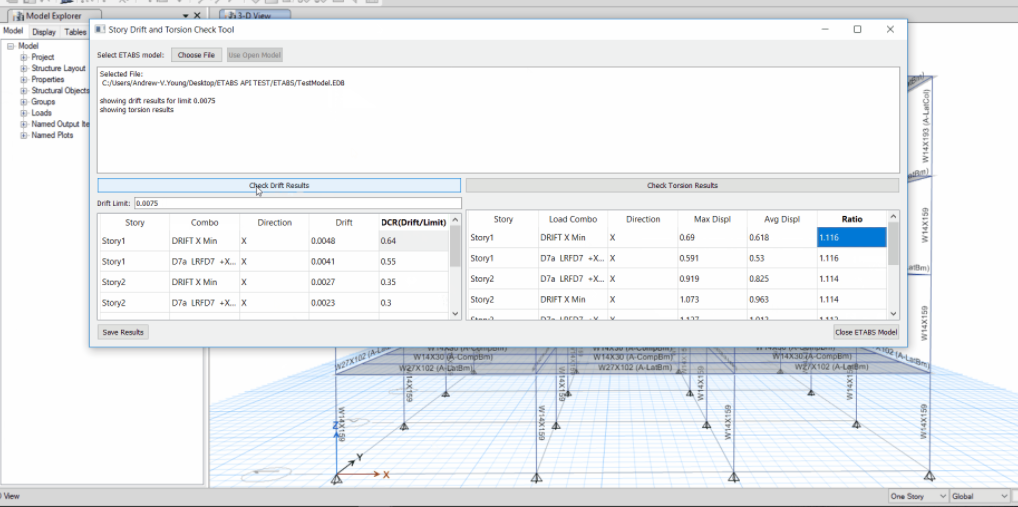 Model Explorer
3-D View
Model Display Tables
Model
Project
Structure Layout
Properties
Structural Objects
Groups
Loads
Named Output Ite
Named Plots
Story Drift and Torsion Check Tool
Select ETABS model: Choose File Use Open Model
Selected File:
C:/Users/Andrew-V.Young/Desktop/ETABS API TEST/ETABS/TestModel.EDB
showing drift results for limit 0.0075
showing torsion results
Check Drift Results
Check Torsion Results
Drift Limit: 0.0075
Story Combo Direction Drift DCR(Drift/Limit)
Story1 DRIFT X Min X 0.0048 0.64
Story1 D7a LRFD7 +X... X 0.0041 0.55
Story2 DRIFT X Min X 0.0027 0.35
Story2 D7a LRFD7 +X... X 0.0023 0.3
Story Load Combo Direction Max Displ Avg Displ Ratio
Story1 DRIFT X Min X 0.69 0.618 1.116
Story1 D7a LRFD7 +X... X 0.591 0.53 1.116
Story2 D7a LRFD7 +X... X 0.919 0.825 1.114
Story2 DRIFT X Min X 1.073 0.963 1.114
Save Results
Close ETABS Model
W14X193 (A-LatCol)
W14X159
W14X159
W14X30 (A-CompBm)
W14X30 (A-CompBm)
W14X30 (A-CompBm)
W27X102 (A-LatBm)
W27X102 (A-LatBm)
W27X102 (A-LatBm)
W14X159
W14X159
W14X159
W14X159
W14X159
W14X159
W14X159
W14X159
Z
Y
X
View
One Story
Global